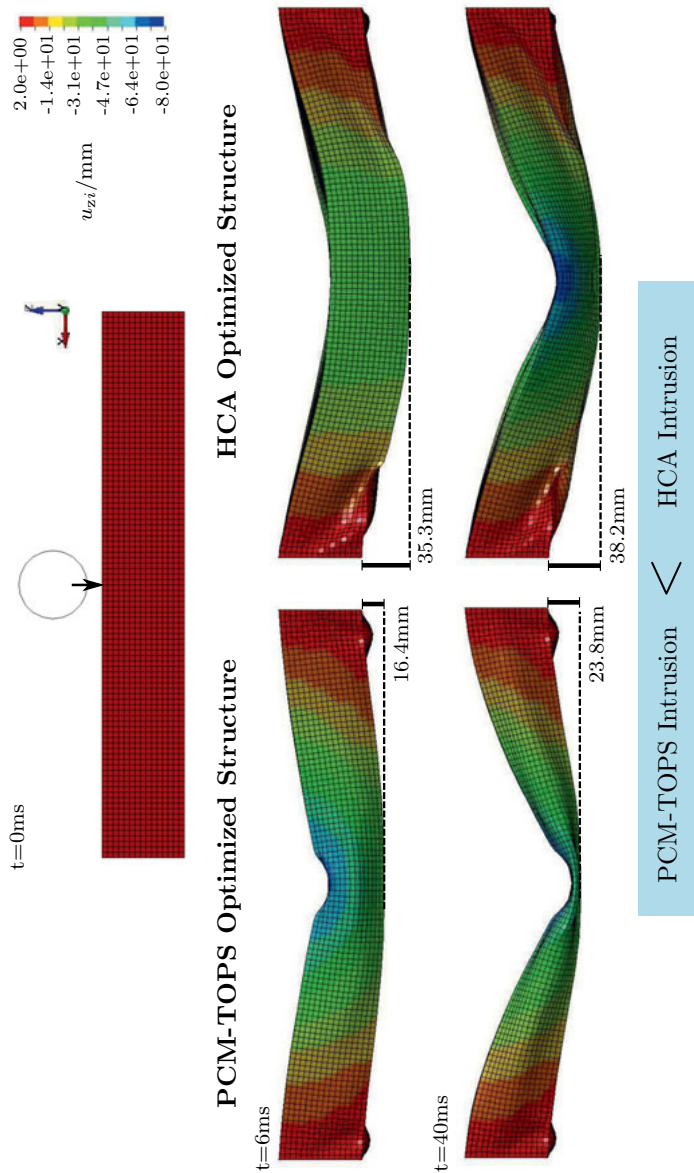 t=0ms
Z
Y
X
u_{zi}/mm
2.0e+00
-1.4e+01
-3.1e+01
-4.7e+01
-6.4e+01
-8.0e+01
PCM-TOPS Optimized Structure
HCA Optimized Structure
t=6ms
16.4mm
35.3mm
t=40ms
23.8mm
38.2mm
PCM-TOPS Intrusion < HCA Intrusion